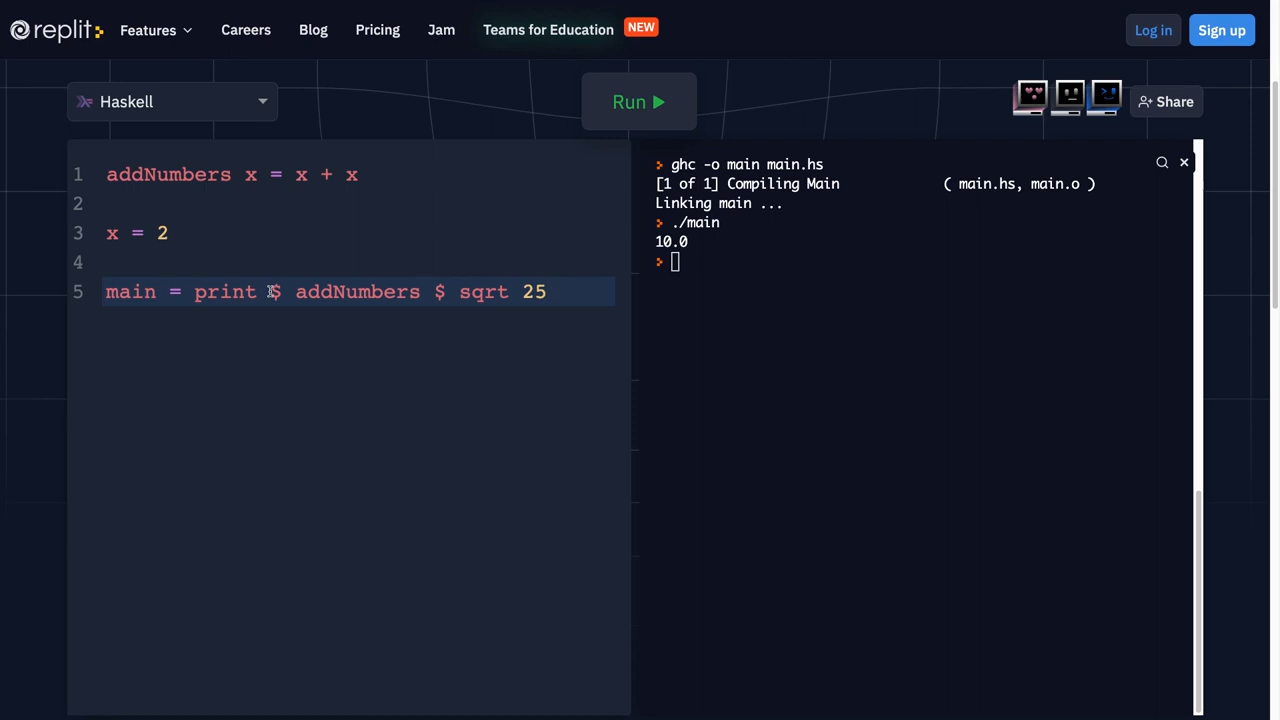 replit Features Careers Blog Pricing Jam Teams for Education NEW Log in Sign up
Haskell Run Share
1 addNumbers x = x + x
2
3 x = 2
4
5 main = print $ addNumbers $ sqrt 25
ghc -o main main.hs
[1 of 1] Compiling Main ( main.hs, main.o )
Linking main ...
./main
10.0